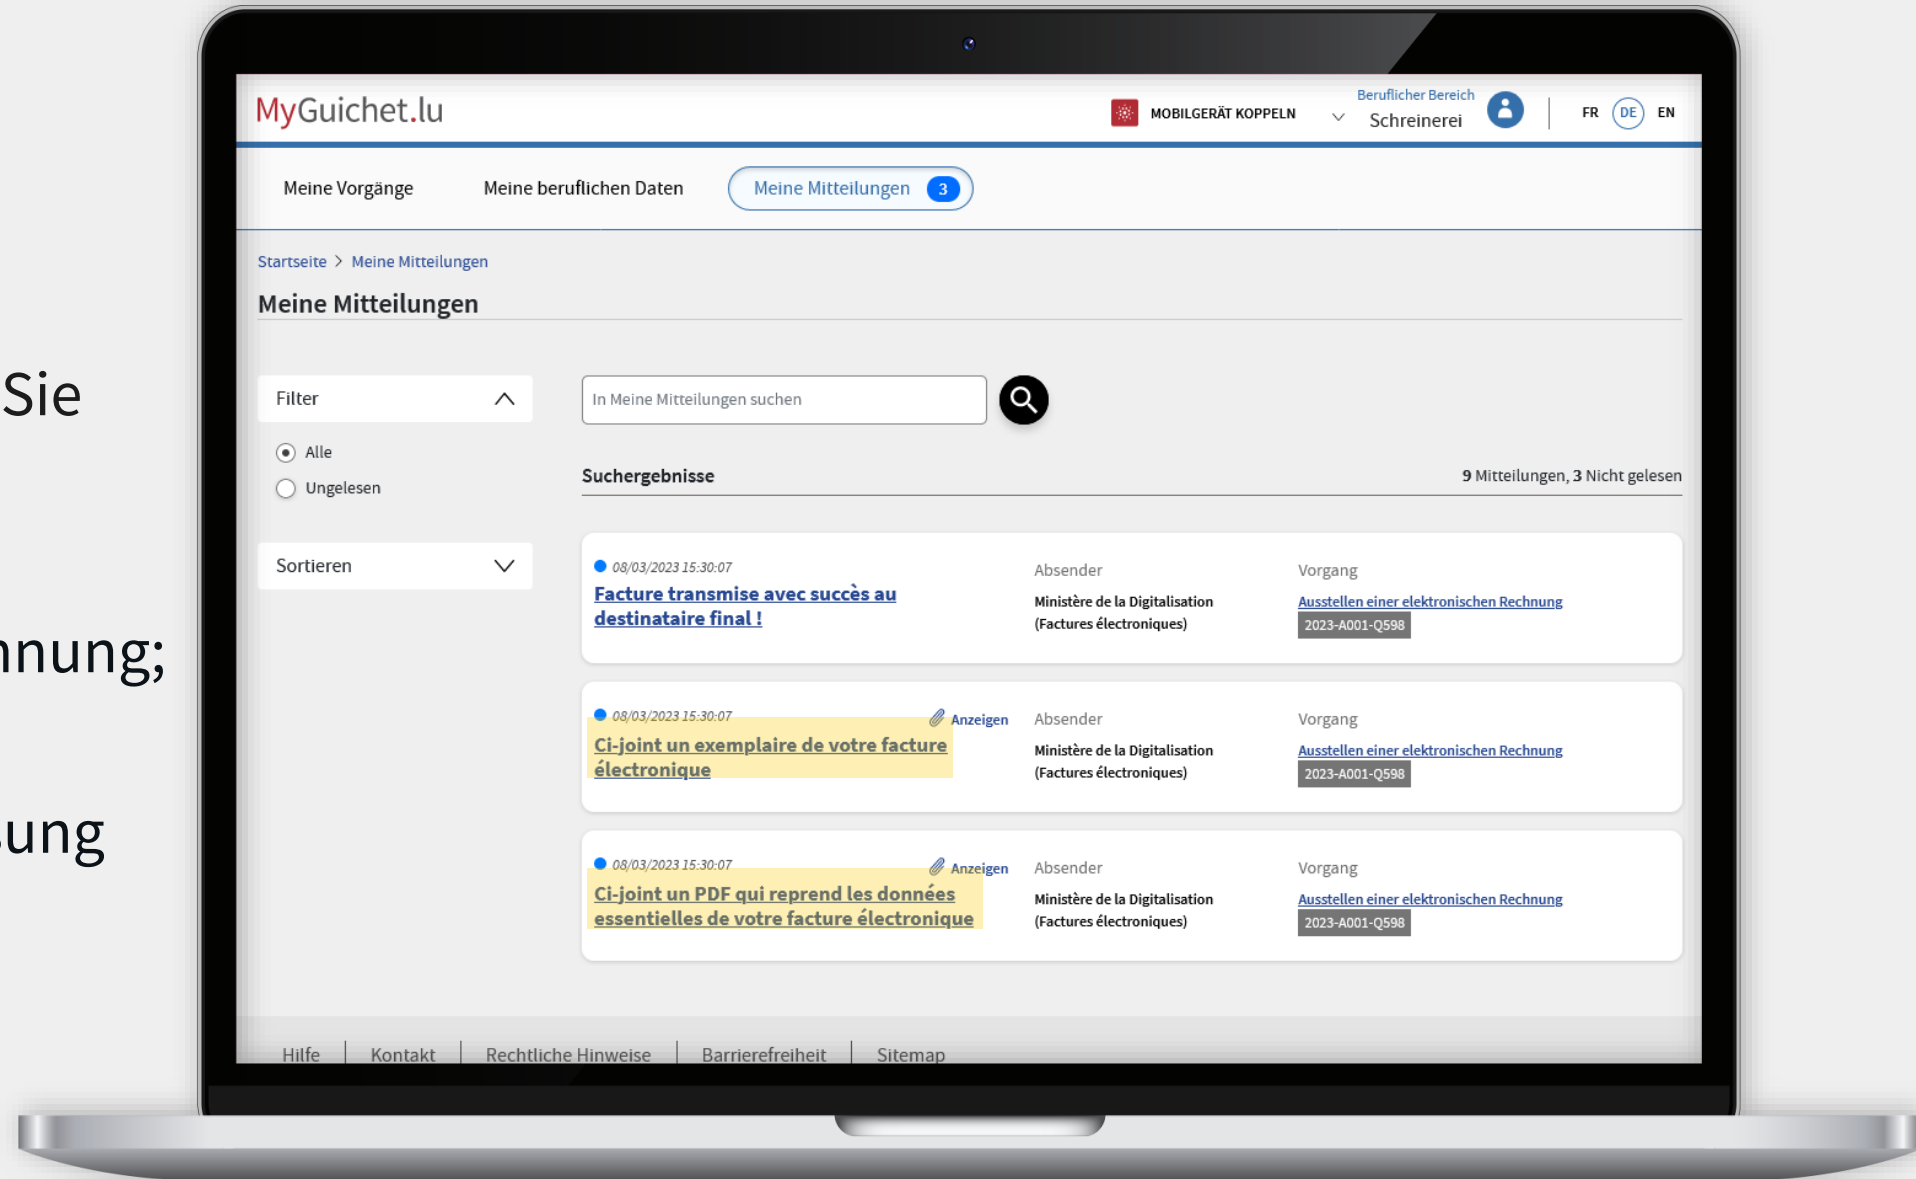 Sie
hnung;
sung
MyGuichet.lu
MOBILGERÄT KOPPELN
Beruflicher Bereich
Schreinerei
FR DE EN
Meine Vorgänge
Meine beruflichen Daten
Meine Mitteilungen 3
Startseite > Meine Mitteilungen
Meine Mitteilungen
Filter
Alle
Ungelesen
Sortieren
In Meine Mitteilungen suchen
Suchergebnisse
9 Mitteilungen, 3 Nicht gelesen
08/03/2023 15:30:07
Facture transmise avec succès au
destinataire final !
Absender
Ministère de la Digitalisation
(Factures électroniques)
Vorgang
Ausstellen einer elektronischen Rechnung
2023-A001-Q598
08/03/2023 15:30:07
Anzeigen
Ci-joint un exemplaire de votre facture
électronique
Absender
Ministère de la Digitalisation
(Factures électroniques)
Vorgang
Ausstellen einer elektronischen Rechnung
2023-A001-Q598
08/03/2023 15:30:07
Anzeigen
Ci-joint un PDF qui reprend les données
essentielles de votre facture électronique
Absender
Ministère de la Digitalisation
(Factures électroniques)
Vorgang
Ausstellen einer elektronischen Rechnung
2023-A001-Q598
Hilfe | Kontakt | Rechtliche Hinweise | Barrierefreiheit | Sitemap